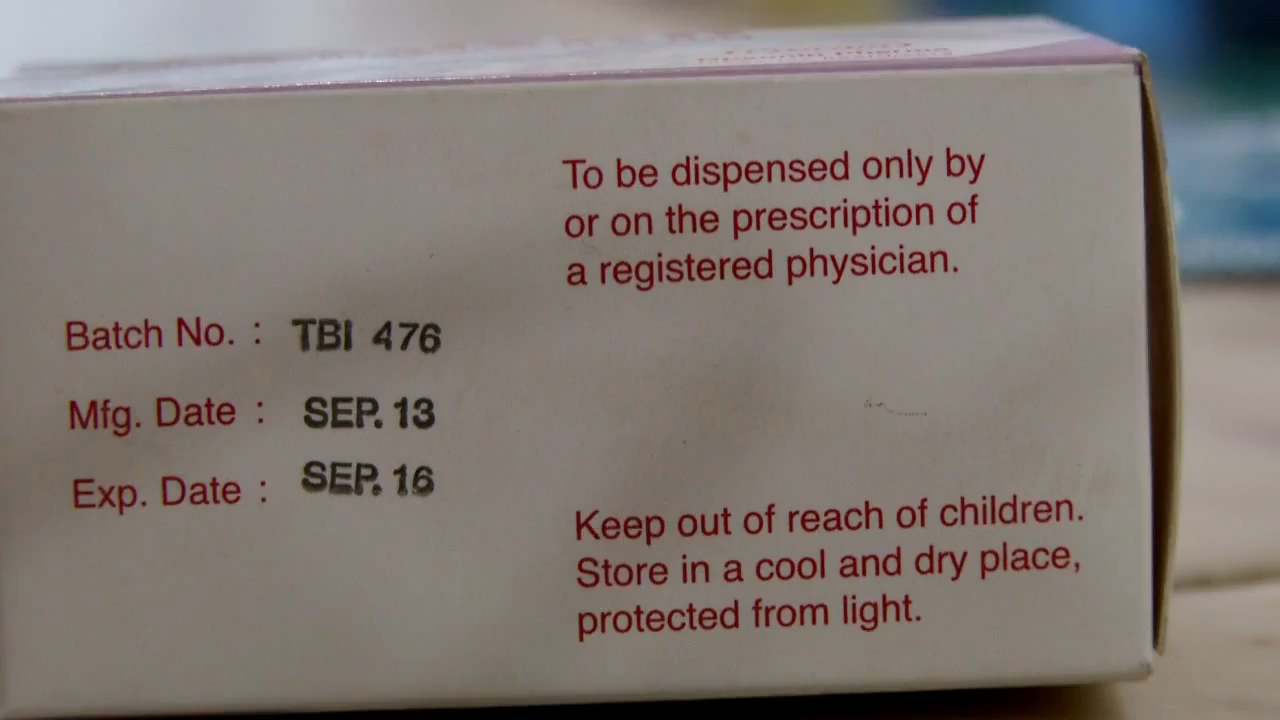 To be dispensed only by
or on the prescription of
a registered physician.
Batch No. : TBI 476
Mfg. Date : SEP. 13
Exp. Date : SEP. 16
Keep out of reach of children.
Store in a cool and dry place,
protected from light.